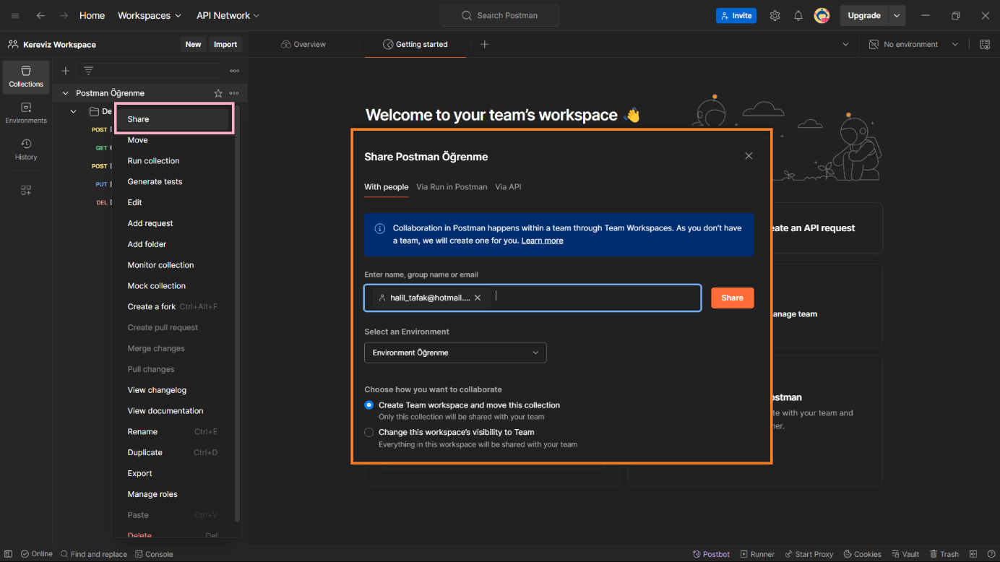 Home
Workspaces
API Network
Search Postman
Invite
Upgrade
Kereviz Workspace
New
Import
Overview
Getting started
No environment
Collections
Environments
History
Postman Öğrenme
De
POST
GET
POST
PUT
DEL
Share
Move
Run collection
Generate tests
Edit
Add request
Add folder
Monitor collection
Mock collection
Create a fork Ctrl+Alt+F
Create pull request
Merge changes
Pull changes
View changelog
View documentation
Rename Ctrl+E
Duplicate Ctrl+D
Export
Manage roles
Paste Ctrl+V
Delete Del
Welcome to your team's workspace 👋
Share Postman Öğrenme
With people
Via Run in Postman
Via API
Collaboration in Postman happens within a team through Team Workspaces. As you don't have
a team, we will create one for you. Learn more
Enter name, group name or email
halil_tafak@hotmail....
Share
Select an Environment
Environment Öğrenme
Choose how you want to collaborate
Create Team workspace and move this collection
Only this collection will be shared with your team
Change this workspace's visibility to Team
Everything in this workspace will be shared with your team
eate an API request
anage team
ostman
te with your team and
ner.
Online
Find and replace
Console
Postbot
Runner
Start Proxy
Cookies
Vault
Trash